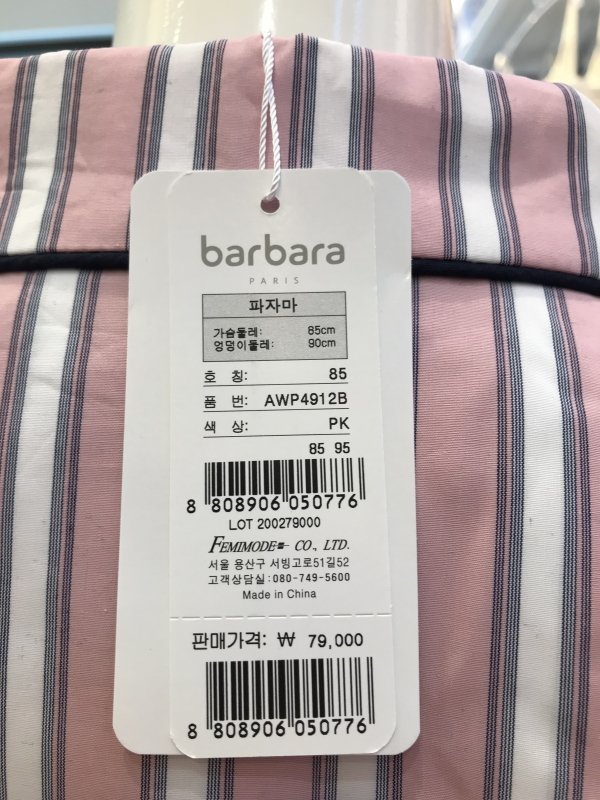 barbara
PARIS
파자마
가슴둘레: 85cm
엉덩이둘레: 90cm
호 칭: 85
품 번: AWP4912B
색 상: PK
85 95
8 808906 050776
LOT 200279000
FEMIMODE CO., LTD.
서울 용산구 서빙고로51길52
고객상담실:080-749-5600
Made in China
판매가격: ₩ 79,000
8 808906 050776